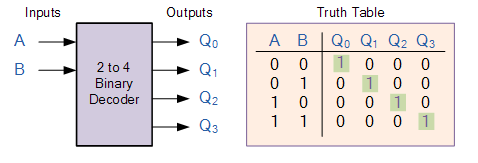 Inputs Outputs Truth Table
A Q0 A B Q0 Q1 Q2 Q3
B 2 to 4 Binary Decoder Q1 0 0 1 0 0 0
Q2 0 1 0 1 0 0
Q3 1 0 0 0 1 0
1 1 0 0 0 1